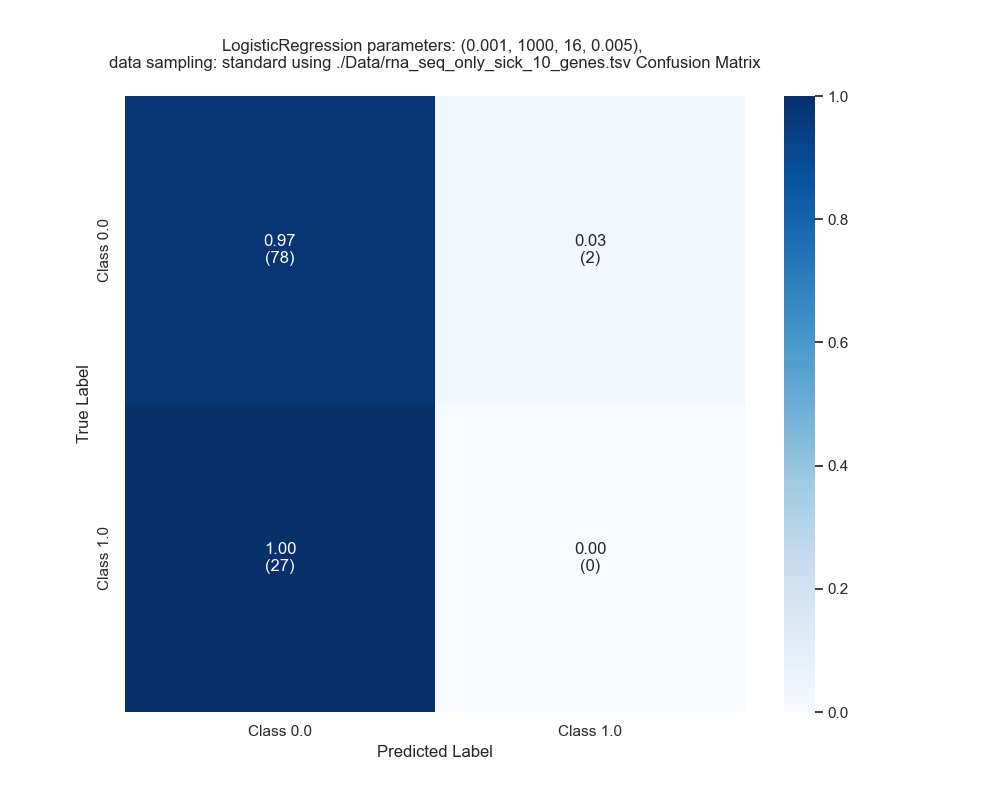 LogisticRegression parameters: (0.001, 1000, 16, 0.005),
data sampling: standard using ./Data/rna_seq_only_sick_10_genes.tsv Confusion Matrix
True Label
Class 0.0
Class 1.0
0.97
(78)
0.03
(2)
1.00
(27)
0.00
(0)
Class 0.0
Class 1.0
Predicted Label
1.0
0.8
0.6
0.4
0.2
0.0